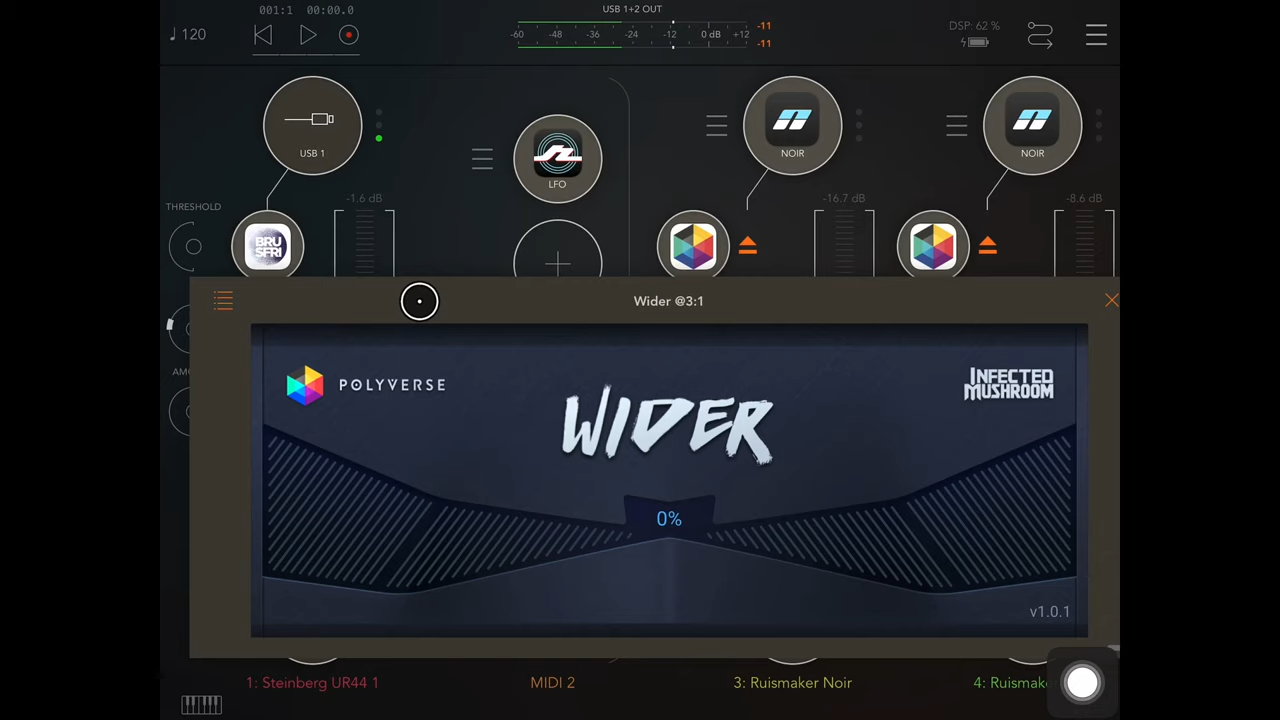 001:1 00:00.0
USB 1+2 OUT
120
-60 -48 -36 -24 -12 0 dB +12
-11
-11
DSP: 62 %
USB 1
LFO
NOIR
NOIR
THRESHOLD
-1.6 dB
-16.7 dB
-8.6 dB
BRU
SFRI
Wider @3:1
POLYVERSE
WIDER
INFECTED
MUSHROOM
0%
AMO
v1.0.1
1: Steinberg UR44 1
MIDI 2
3: Ruismaker Noir
4: Ruismake